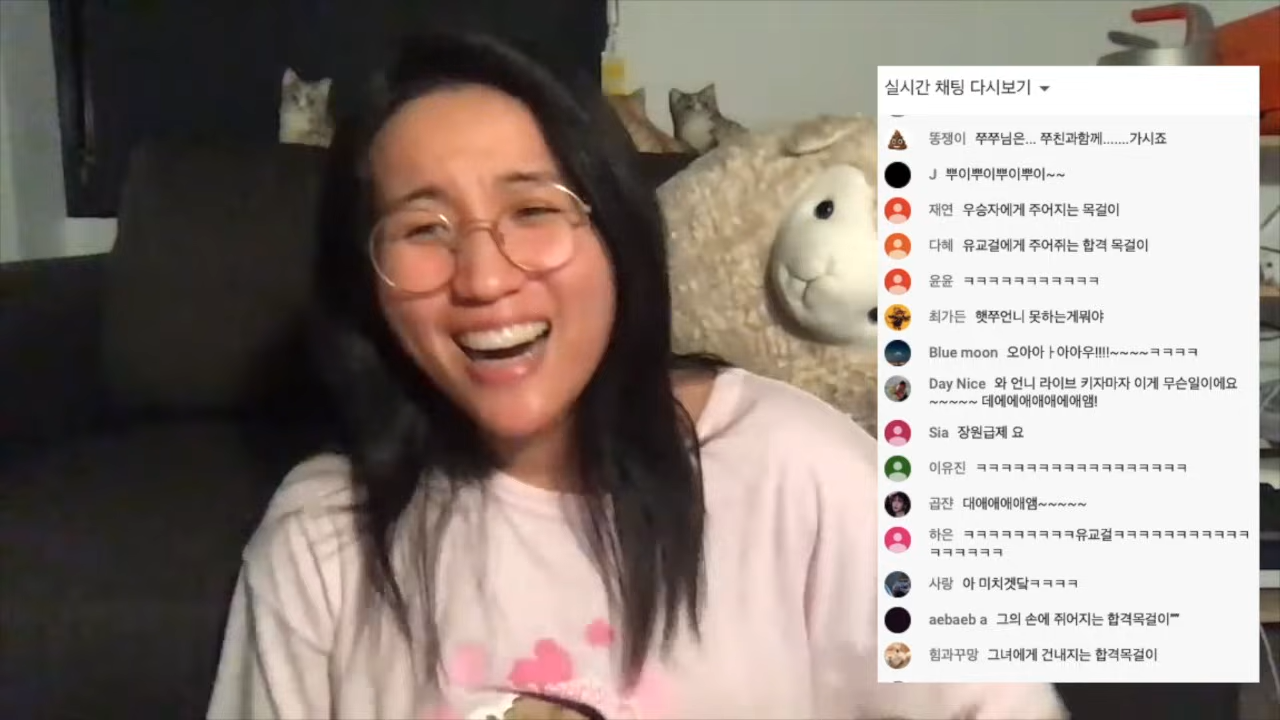 실시간 채팅 다시보기
똥쟁이 쭈쭈님은... 쭈친과함께.......가시죠
J 뿌이뿌이뿌이뿌이~~
재연 우승자에게 주어지는 목걸이
다혜 유교걸에게 주어쥐는 합격 목걸이
윤윤 ㅋㅋㅋㅋㅋㅋㅋㅋㅋㅋㅋ
최가든 햇쭈언니 못하는게뭐야
Blue moon 오아아ㅏ아아우!!!!~~~~ㅋㅋㅋㅋ
Day Nice 와 언니 라이브 키자마자 이게 무슨일이에요
~~~~~ 데에에애애애에애앰!
Sia 장원급제 요
이유진 ㅋㅋㅋㅋㅋㅋㅋㅋㅋㅋㅋㅋㅋㅋㅋㅋㅋ
곱쟌 대애애애애앰~~~~~
하은 ㅋㅋㅋㅋㅋㅋㅋㅋㅋ유교걸ㅋㅋㅋㅋㅋㅋㅋㅋㅋㅋㅋ
ㅋㅋㅋㅋㅋㅋ
사랑 아 미치겟닼ㅋㅋㅋㅋ
aebaeb a 그의 손에 쥐어지는 합격목걸이""
힘과꾸망 그녀에게 건내지는 합격목걸이